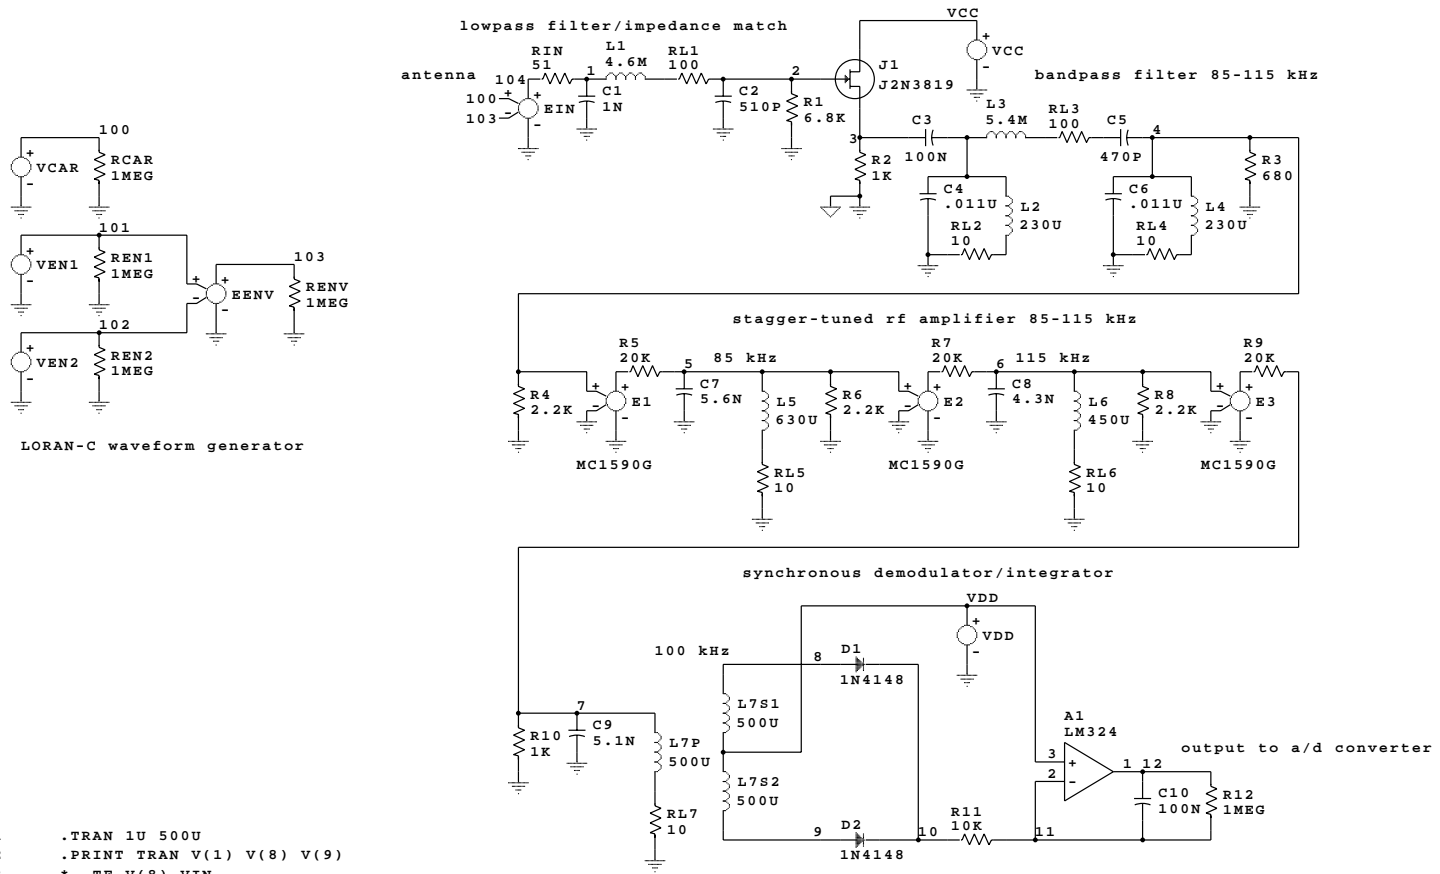 lowpass filter/impedance match
antenna
104
RIN
51
1
L1
4.6M
RL1
100
2
J1
J2N3819
VCC
+
VCC
-
100
+
103
-
+
EIN
-
C1
1N
C2
510P
R1
6.8K
bandpass filter 85-115 kHz
3
R2
1K
C3
100N
L3
5.4M
RL3
100
C5
470P
4
R3
680
C4
.011U
L2
230U
RL2
10
C6
.011U
L4
230U
RL4
10
100
+
VCAR
-
RCAR
1MEG
101
+
VEN1
-
REN1
1MEG
102
+
VEN2
-
REN2
1MEG
+
-
+
EENV
-
103
RENV
1MEG
LORAN-C waveform generator
stagger-tuned rf amplifier 85-115 kHz
R4
2.2K
+
-
+
E1
-
MC1590G
R5
20K
5
85 kHz
C7
5.6N
L5
630U
RL5
10
R6
2.2K
+
-
+
E2
-
MC1590G
R7
20K
6
115 kHz
C8
4.3N
L6
450U
RL6
10
R8
2.2K
+
-
+
E3
-
MC1590G
R9
20K
synchronous demodulator/integrator
VDD
+
VDD
-
100 kHz
8
D1
1N4148
7
R10
1K
C9
5.1N
L7P
500U
RL7
10
L7S1
500U
L7S2
500U
9
D2
1N4148
10
R11
10K
11
A1
LM324
3
+
2
-
1 12
output to a/d converter
C10
100N
R12
1MEG
.TRAN 1U 500U
.PRINT TRAN V(1) V(8) V(9)